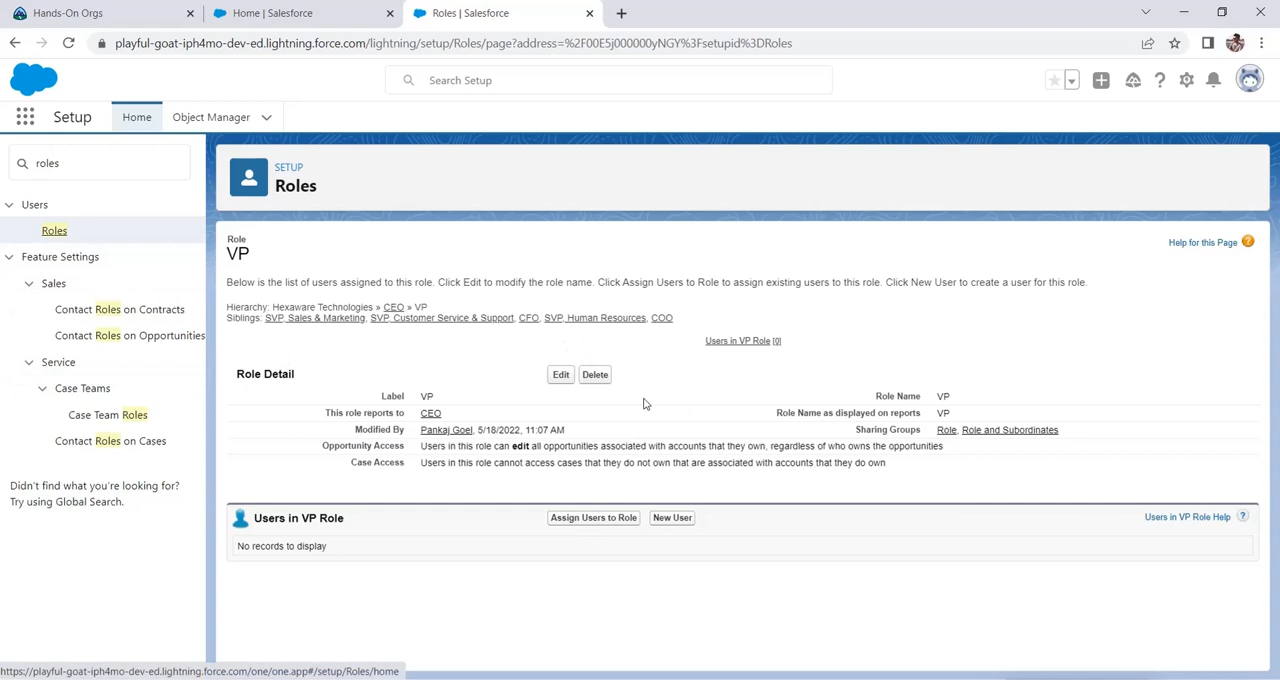 Hands-On Orgs
Home | Salesforce
Roles | Salesforce
playful-goat-iph4mo-dev-ed.lightning.force.com/lightning/setup/Roles/page?address=%2F00E5j000000yNGY%3Fsetupid%3DRoles
Search Setup
Setup
Home
Object Manager
roles
Users
Roles
Feature Settings
Sales
Contact Roles on Contracts
Contact Roles on Opportunities
Service
Case Teams
Case Team Roles
Contact Roles on Cases
Didn't find what you're looking for?
Try using Global Search.
SETUP
Roles
Role
VP
Help for this Page
Below is the list of users assigned to this role. Click Edit to modify the role name. Click Assign Users to Role to assign existing users to this role. Click New User to create a user for this role.
Hierarchy: Hexaware Technologies » CEO » VP
Siblings: SVP, Sales & Marketing, SVP, Customer Service & Support, CFO, SVP, Human Resources, COO
Users in VP Role [0]
Role Detail
Edit
Delete
Label VP
Role Name VP
This role reports to CEO
Role Name as displayed on reports VP
Modified By Pankaj Goel, 5/18/2022, 11:07 AM
Sharing Groups Role, Role and Subordinates
Opportunity Access Users in this role can edit all opportunities associated with accounts that they own, regardless of who owns the opportunities
Case Access Users in this role cannot access cases that they do not own that are associated with accounts that they do own
Users in VP Role
Assign Users to Role
New User
Users in VP Role Help ?
No records to display
https://playful-goat-iph4mo-dev-ed.lightning.force.com/one/one.app#/setup/Roles/home